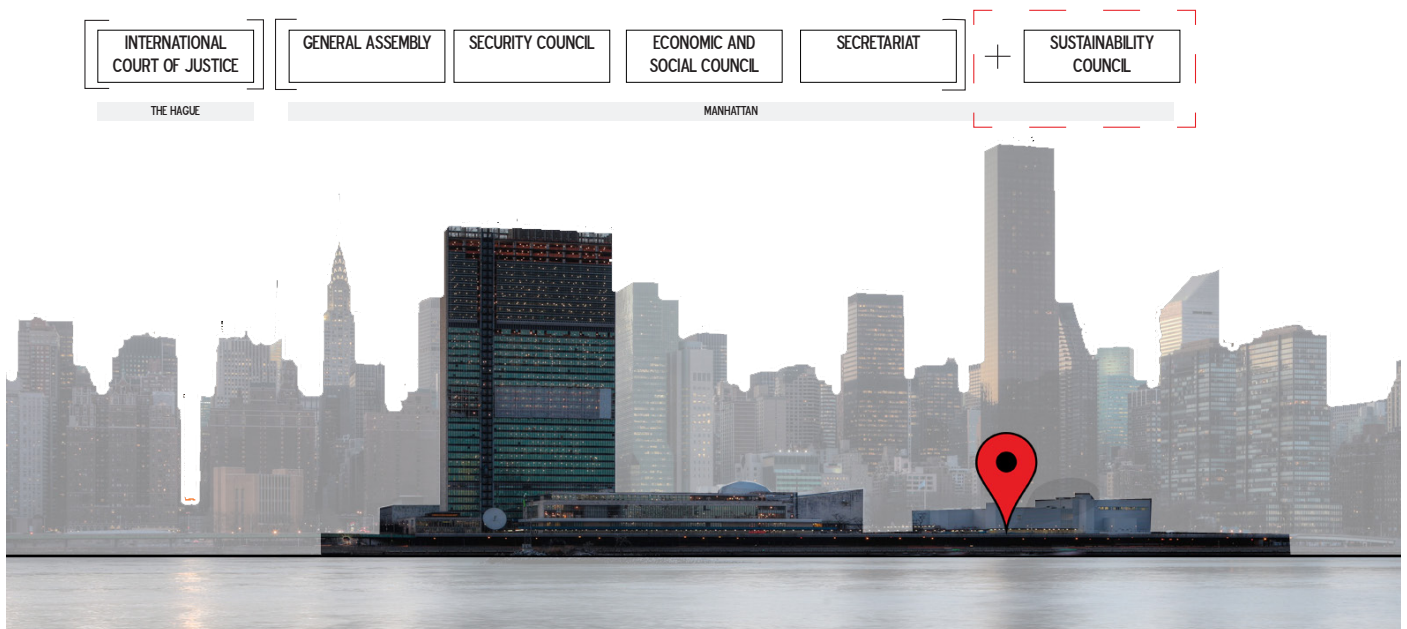 INTERNATIONAL
COURT OF JUSTICE
GENERAL ASSEMBLY
SECURITY COUNCIL
ECONOMIC AND
SOCIAL COUNCIL
SECRETARIAT
+
SUSTAINABILITY
COUNCIL
THE HAGUE
MANHATTAN